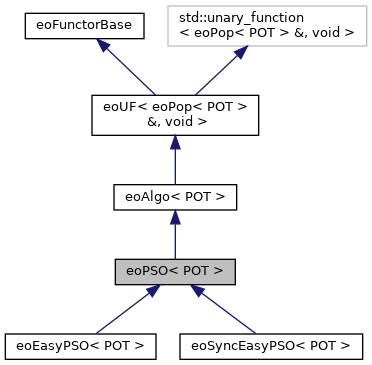 eoFunctorBase
std::unary_function
< eoPop< POT > &, void >
eoUF< eoPop< POT >
&, void >
eoAlgo< POT >
eoPSO< POT >
eoEasyPSO< POT >
eoSyncEasyPSO< POT >